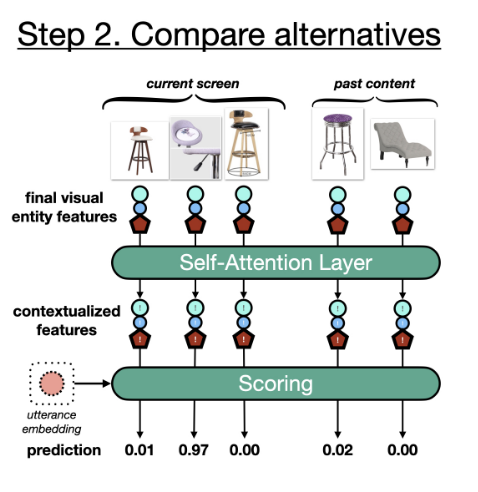 Step 2. Compare alternatives
current screen
past content
final visual
entity features
Self-Attention Layer
contextualized
features
! ! ! ! !
! ! ! ! !
Scoring
utterance
embedding
prediction 0.01 0.97 0.00 0.02 0.00